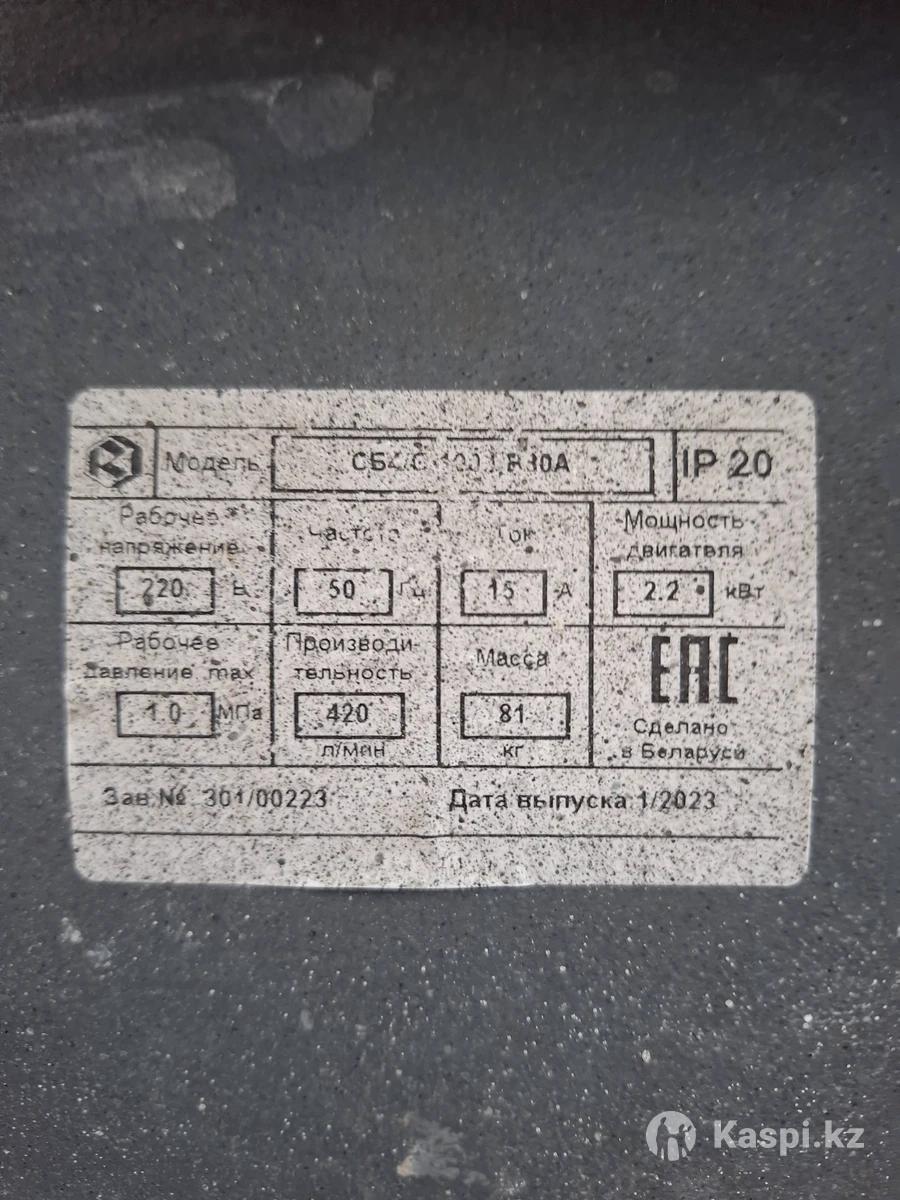 Модель
IP 20
Рабочее напряжение
220 В
Частота
50 Гц
Ток
15 А
Мощность двигателя
2.2 кВт
Рабочее давление max
1.0 МПа
Производи-
тельность
420
л/мин
Масса
81
кг
EAC
Сделано
в Беларуси
Зав.№ 301/00223
Дата выпуска 1/2023
Kaspi.kz